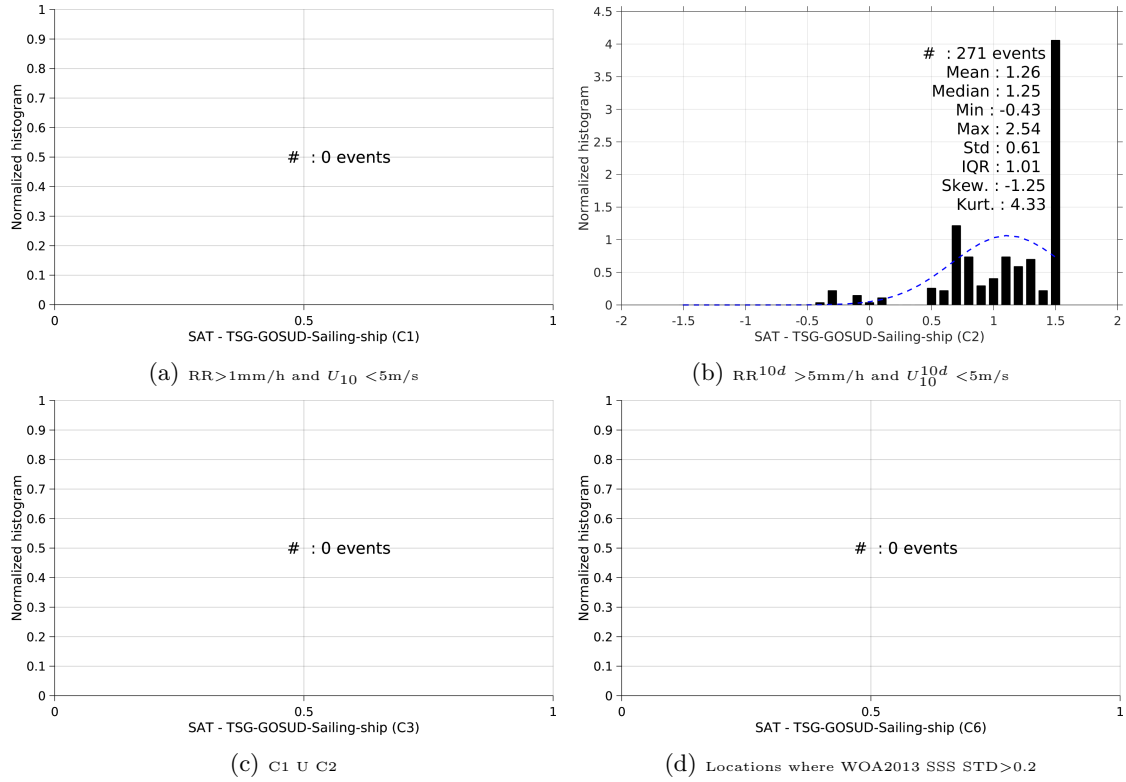 1
0.9
0.8
0.7
0.6
0.5
0.4
0.3
0.2
0.1
0
Normalized histogram
# : 0 events
0 0.5 1
SAT - TSG-GOSUD-Sailing-ship (C1)
(a) RR>1mm/h and U10 <5m/s
4.5
4
3.5
3
2.5
2
1.5
1
0.5
0
Normalized histogram
# : 271 events
Mean : 1.26
Median : 1.25
Min : -0.43
Max : 2.54
Std : 0.61
IQR : 1.01
Skew. : -1.25
Kurt. : 4.33
-2 -1.5 -1 -0.5 0 0.5 1 1.5 2
SAT - TSG-GOSUD-Sailing-ship (C2)
(b) RR10d >5mm/h and U10d10 <5m/s
1
0.9
0.8
0.7
0.6
0.5
0.4
0.3
0.2
0.1
0
Normalized histogram
# : 0 events
0 0.5 1
SAT - TSG-GOSUD-Sailing-ship (C3)
(c) C1 U C2
1
0.9
0.8
0.7
0.6
0.5
0.4
0.3
0.2
0.1
0
Normalized histogram
# : 0 events
0 0.5 1
SAT - TSG-GOSUD-Sailing-ship (C6)
(d) Locations where WOA2013 SSS STD>0.2